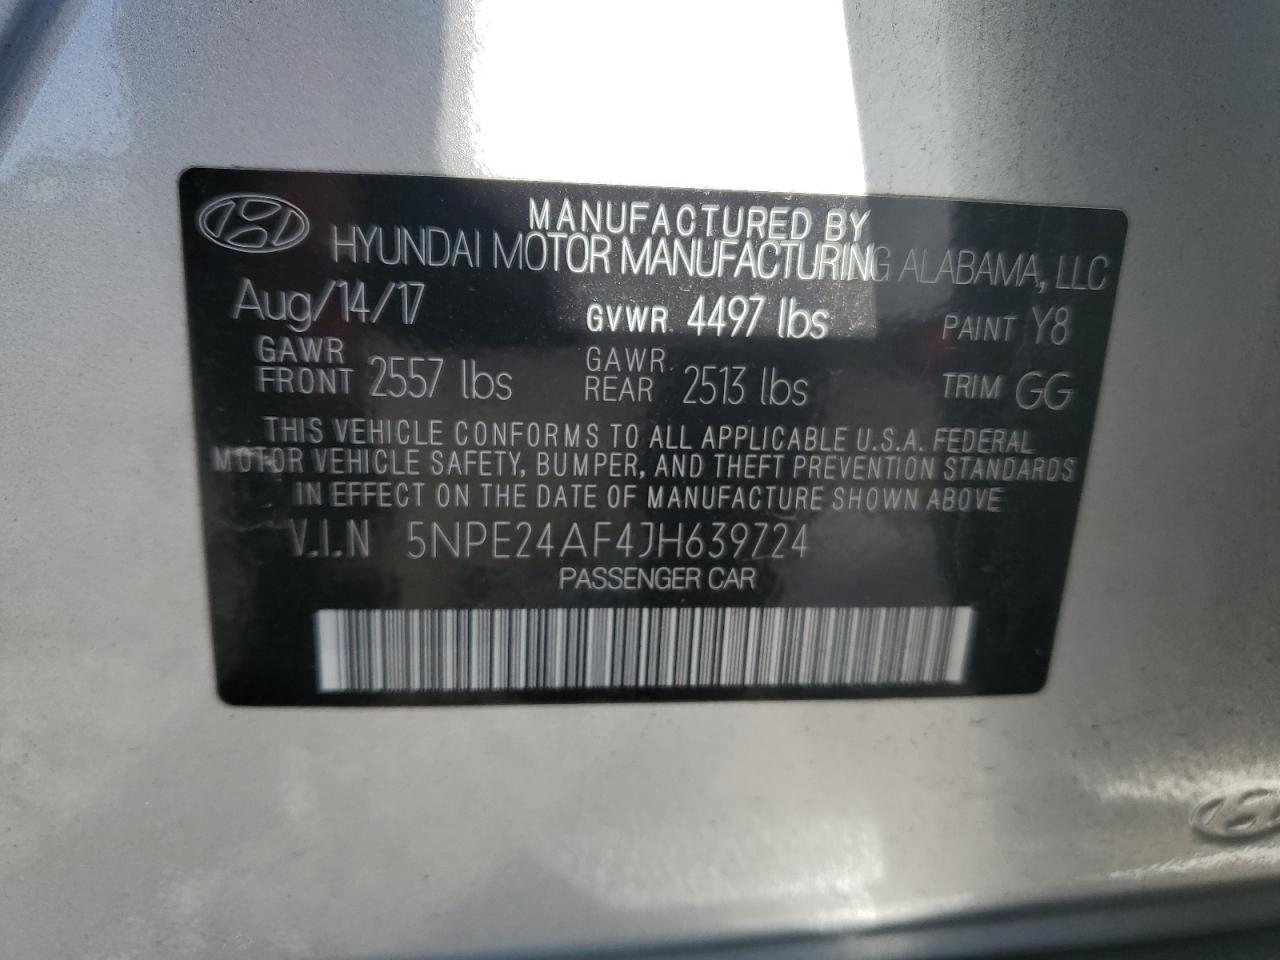 MANUFACTURED BY
HYUNDAI MOTOR MANUFACTURING ALABAMA, LLC
Aug/14/17 GVWR 4497 lbs PAINT Y8
GAWR FRONT 2557 lbs GAWR REAR 2513 lbs TRIM GG
THIS VEHICLE CONFORMS TO ALL APPLICABLE U.S.A. FEDERAL
MOTOR VEHICLE SAFETY, BUMPER, AND THEFT PREVENTION STANDARDS
IN EFFECT ON THE DATE OF MANUFACTURE SHOWN ABOVE
V.I.N 5NPE24AF4JH639724
PASSENGER CAR